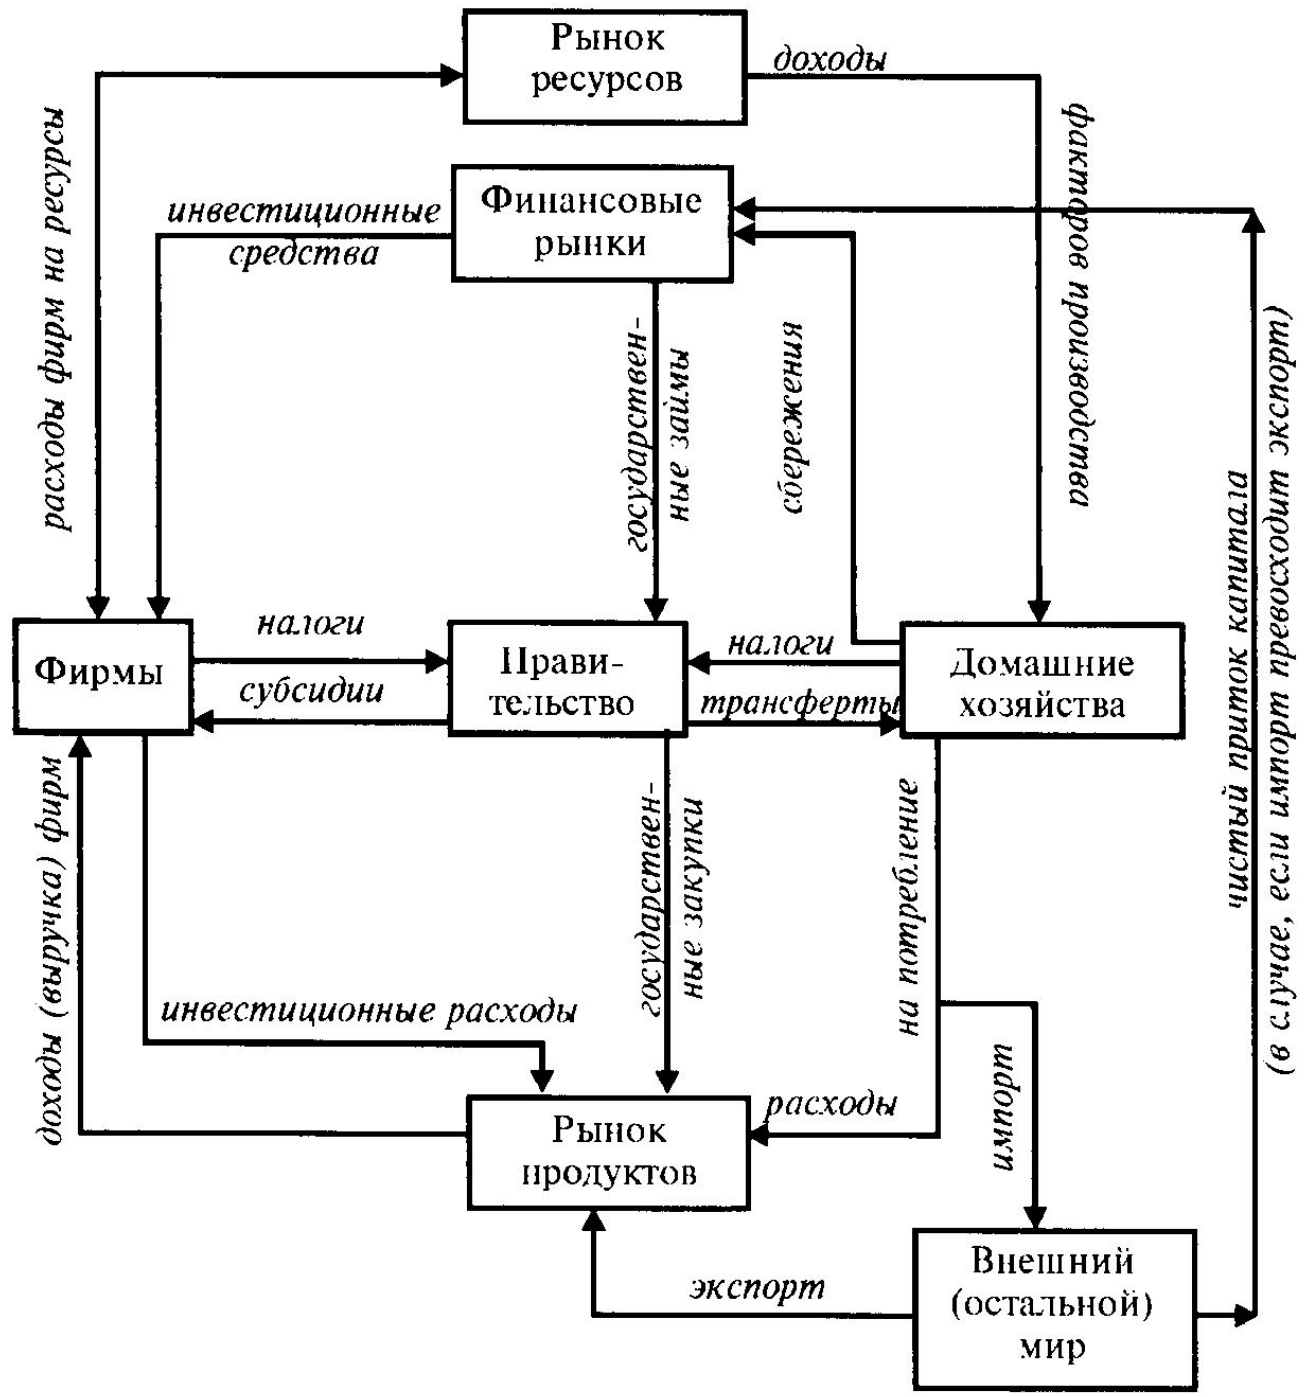 Рынок
ресурсов
доходы
факторов производства
расходы фирм на ресурсы
Финансовые
рынки
инвестиционные
средства
государствен-
ные займы
сбережения
чистый приток капитала
(в случае, если импорт превосходит экспорт)
Фирмы
налоги
субсидии
Прави-
тельство
налоги
трансферты
Домашние
хозяйства
доходы (выручка) фирм
инвестиционные расходы
государствен-
ные закупки
на потребление
расходы
импорт
Рынок
продуктов
экспорт
Внешний
(остальной)
мир